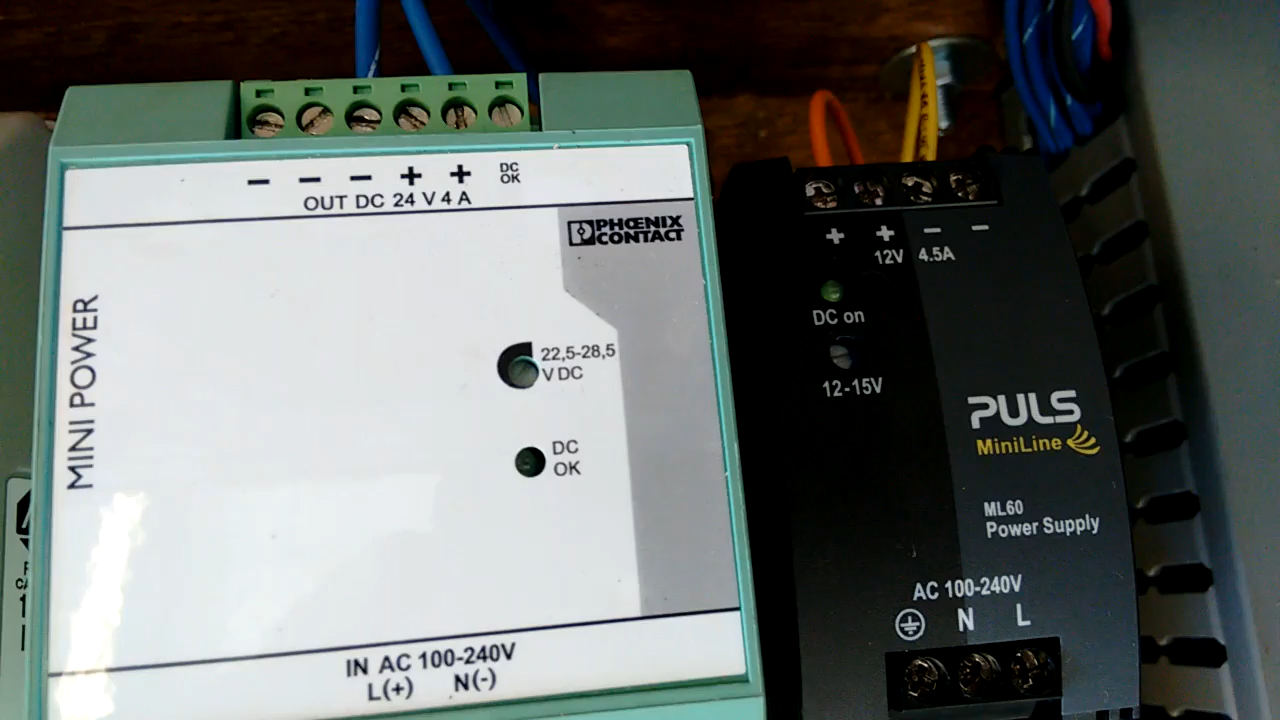 − − − + + DC OK
OUT DC 24 V 4 A
PHŒNIX
CONTACT
MINI POWER
22,5-28,5
V DC
DC
OK
IN AC 100-240V
L(+) N(-)
+ + − −
12V 4.5A
DC on
12-15V
PULS
MiniLine
ML60
Power Supply
AC 100-240V
N L